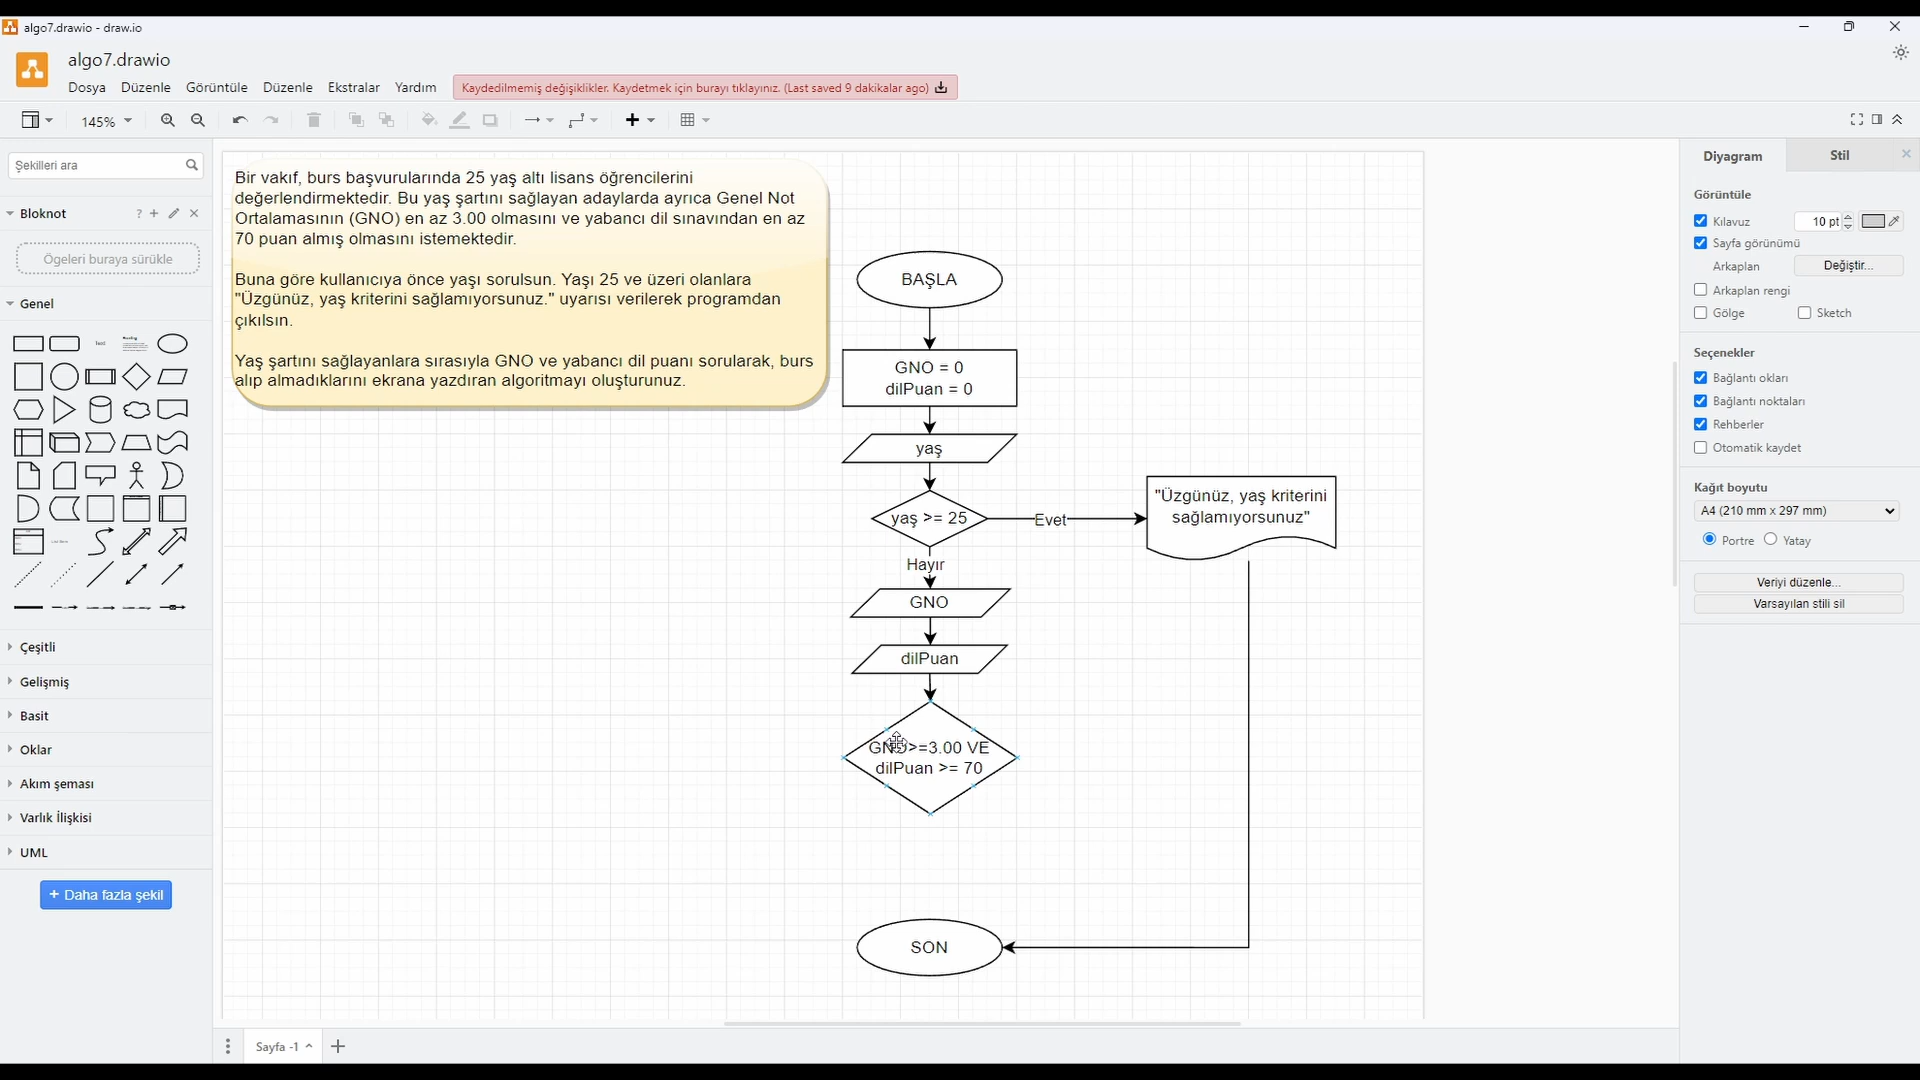 algo7.drawio - draw.io
algo7.drawio
Dosya Düzenle Görüntüle Düzenle Ekstralar Yardım
Kaydedilmemiş değişiklikler. Kaydetmek için burayı tıklayınız. (Last saved 9 dakikalar ago)
145%
Şekilleri ara
Bloknot
?
Ögeleri buraya sürükle
Genel
Text
Heading
Çeşitli
Gelişmiş
Basit
Oklar
Akım şeması
Varlık İlişkisi
UML
+ Daha fazla şekil
Bir vakıf, burs başvurularında 25 yaş altı lisans öğrencilerini
değerlendirmektedir. Bu yaş şartını sağlayan adaylarda ayrıca Genel Not
Ortalamasının (GNO) en az 3.00 olmasını ve yabancı dil sınavından en az
70 puan almış olmasını istemektedir.
Buna göre kullanıcıya önce yaşı sorulsun. Yaşı 25 ve üzeri olanlara
"Üzgünüz, yaş kriterini sağlamıyorsunuz." uyarısı verilerek programdan
çıkılsın.
Yaş şartını sağlayanlara sırasıyla GNO ve yabancı dil puanı sorularak, burs
alıp almadıklarını ekrana yazdıran algoritmayı oluşturunuz.
BAŞLA
GNO = 0
dilPuan = 0
yaş
yaş >= 25
Evet
"Üzgünüz, yaş kriterini
sağlamıyorsunuz"
Hayır
GNO
dilPuan
GNO>=3.00 VE
dilPuan >= 70
SON
Sayfa -1
Diyagram
Stil
Görüntüle
Kılavuz
10 pt
Sayfa görünümü
Arkaplan
Değiştir...
Arkaplan rengi
Gölge
Sketch
Seçenekler
Bağlantı okları
Bağlantı noktaları
Rehberler
Otomatik kaydet
Kağıt boyutu
A4 (210 mm x 297 mm)
Portre
Yatay
Veriyi düzenle...
Varsayılan stili sil